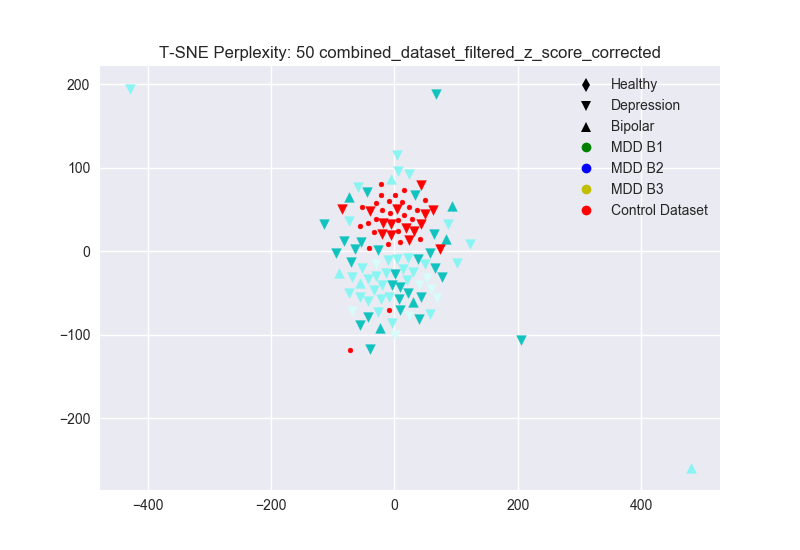 T-SNE Perplexity: 50 combined_dataset_filtered_z_score_corrected
200
100
0
−100
−200
−400
−200
0
200
400
Healthy
Depression
Bipolar
MDD B1
MDD B2
MDD B3
Control Dataset